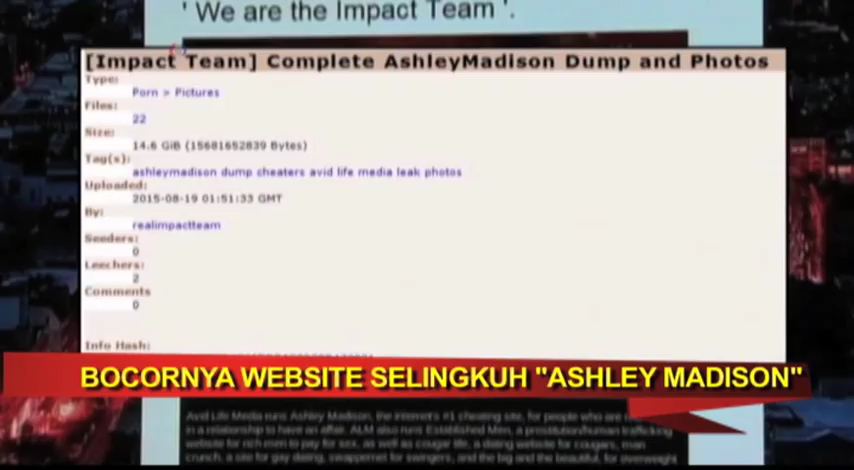 ' We are the Impact Team '.
[Impact Team] Complete AshleyMadison Dump and Photos
Type:
Porn > Pictures
Files:
22
Size:
14.6 GiB (15681652839 Bytes)
Tag(s):
ashleymadison dump cheaters avid life media leak photos
Uploaded:
2015-08-19 01:51:33 GMT
By:
realimpactteam
Seeders:
0
Leechers:
2
Comments
0
Info Hash:
BOCORNYA WEBSITE SELINGKUH "ASHLEY MADISON"
Avid Life Media runs Ashley Madison, the internet's #1 cheating site, for people who are
in a relationship to have an affair. ALM also runs Established Men, a prostitution/human trafficking
website for rich men to pay for sex, as well as cougar life, a dating website for cougars, man
crunch, a site for gay dating, swappernet for swingers, and the big and the beautiful, for overweight